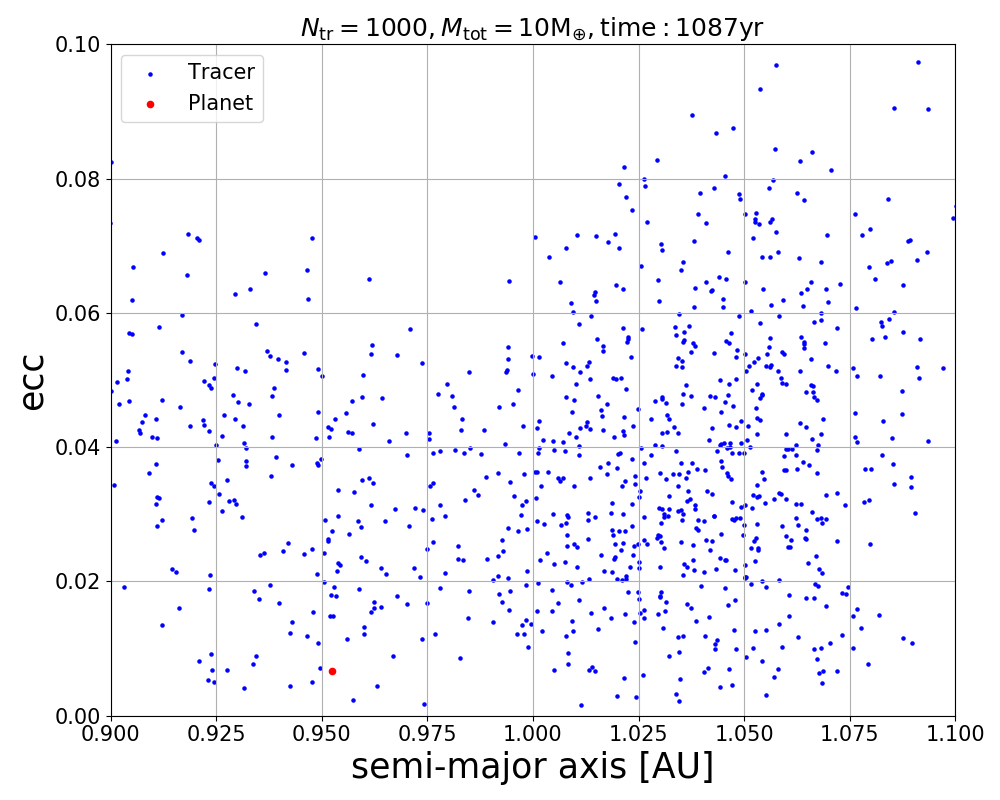 N_tr = 1000, M_tot = 10M_⊕, time : 1087yr
Tracer
Planet
0.10
0.08
0.06
0.04
0.02
0.00
ecc
0.900 0.925 0.950 0.975 1.000 1.025 1.050 1.075 1.100
semi-major axis [AU]